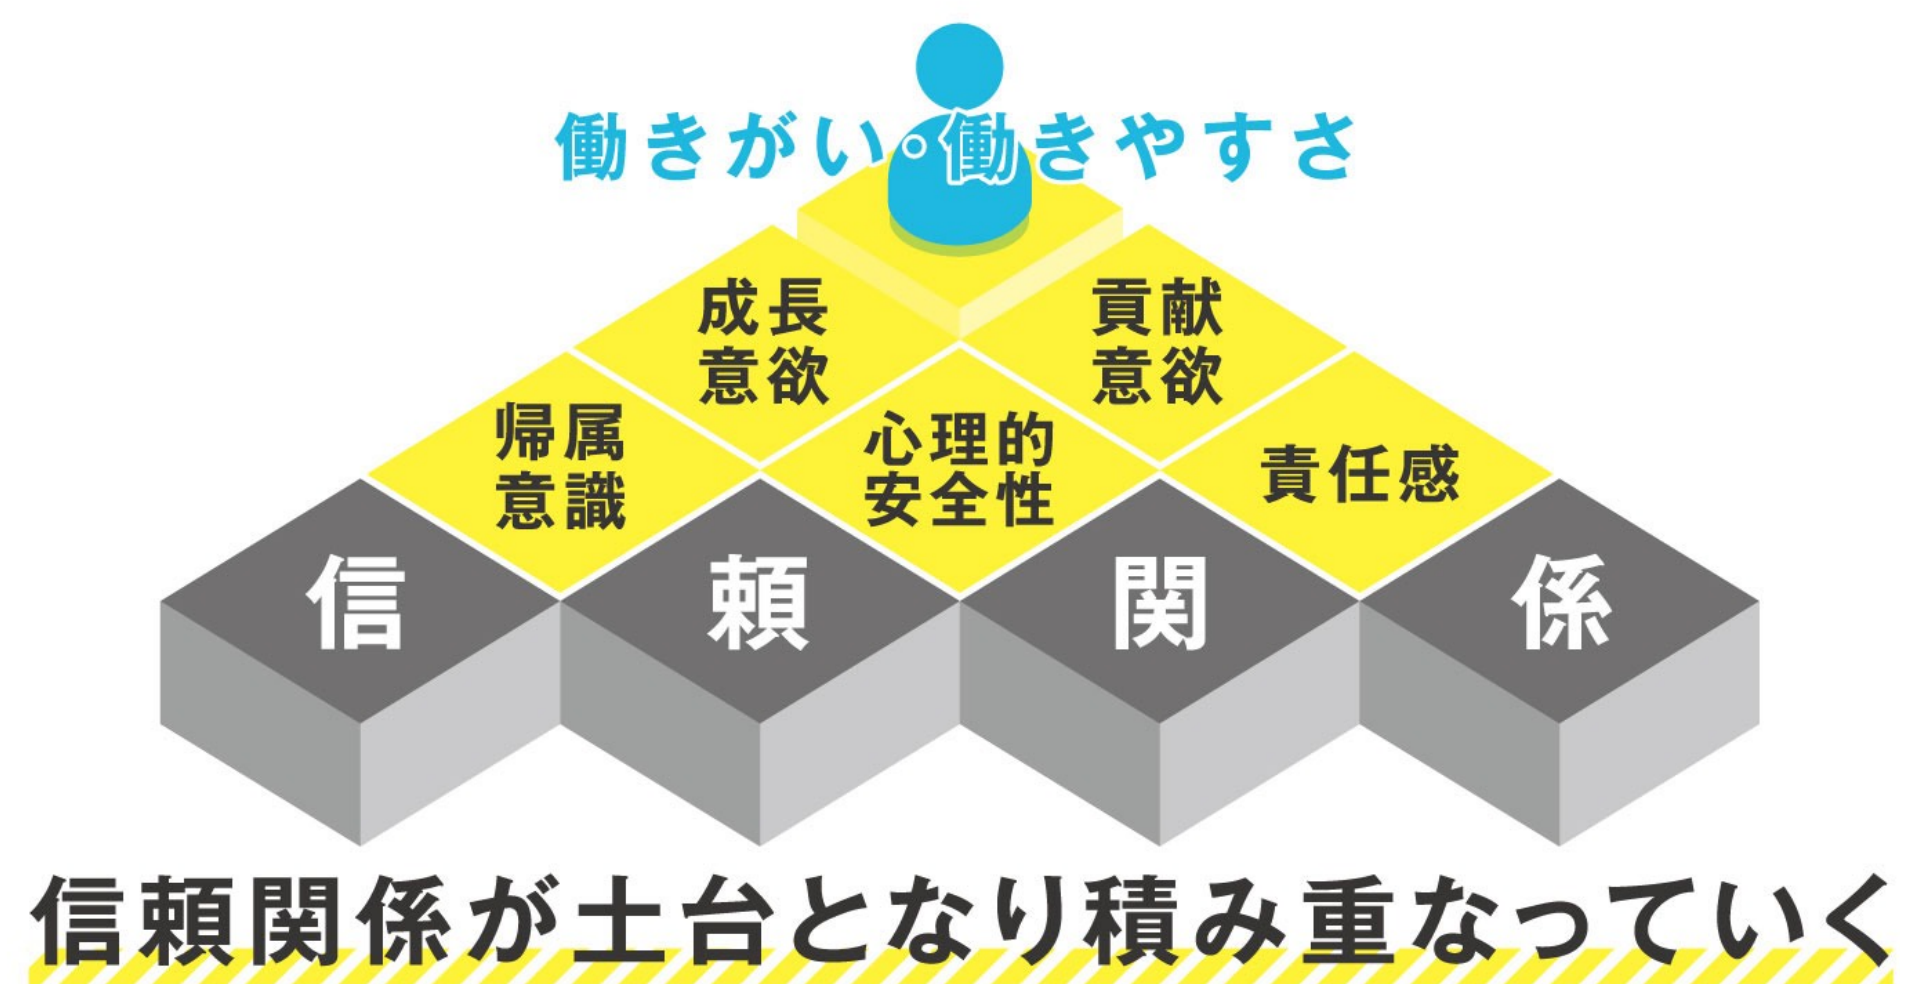 働きがい・働きやすさ
成長
意欲
貢献
意欲
帰属
意識
心理的
安全性
責任感
信頼関係
信頼関係が土台となり積み重なっていく